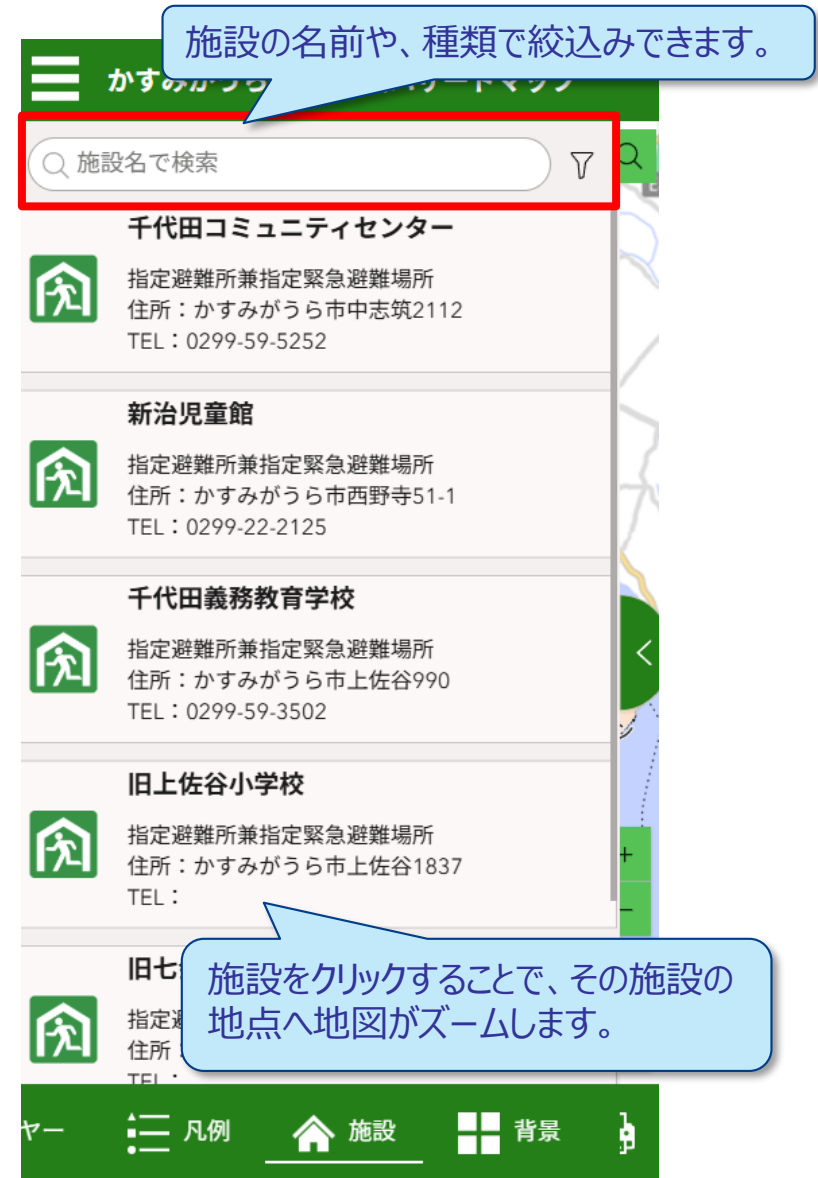 施設の名前や、種類で絞込みできます。
かすみがうら
施設名で検索
千代田コミュニティセンター
指定避難所兼指定緊急避難場所
住所：かすみがうら市中志筑2112
TEL：0299-59-5252
新治児童館
指定避難所兼指定緊急避難場所
住所：かすみがうら市西野寺51-1
TEL：0299-22-2125
千代田義務教育学校
指定避難所兼指定緊急避難場所
住所：かすみがうら市上佐谷990
TEL：0299-59-3502
旧上佐谷小学校
指定避難所兼指定緊急避難場所
住所：かすみがうら市上佐谷1837
TEL：
施設をクリックすることで、その施設の
地点へ地図がズームします。
旧七
指定
住所
TEL：
ヤー
凡例
施設
背景